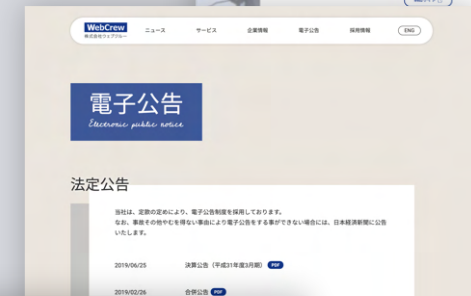 WebCrew
株式会社ウェブクルー
ニュース
サービス
企業情報
電子公告
採用情報
ENG
電子公告
Electronic public notice
法定公告
当社は、定款の定めにより、電子公告制度を採用しております。
なお、事故その他やむを得ない事由により電子公告をする事ができない場合には、日本経済新聞に公告
いたします。
2019/06/25 決算公告（平成31年度3月期） PDF
2019/02/26 合併公告 PDF